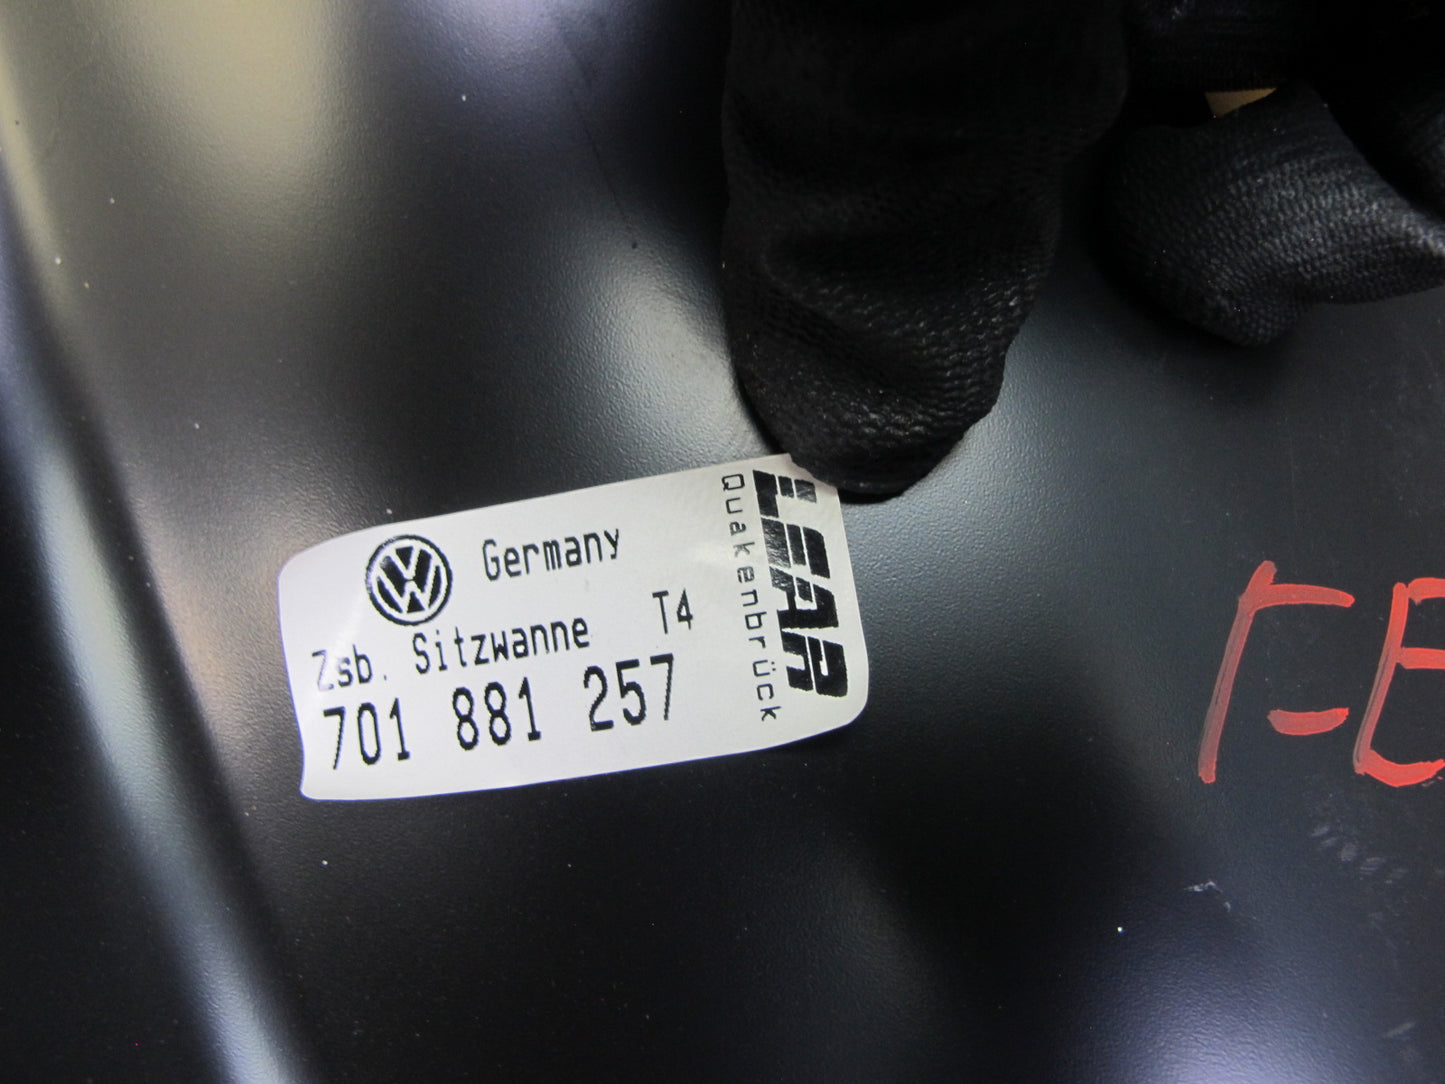 Germany
Zsb. Sitzwanne T4
701 881 257
LEAR
Quakenbrück